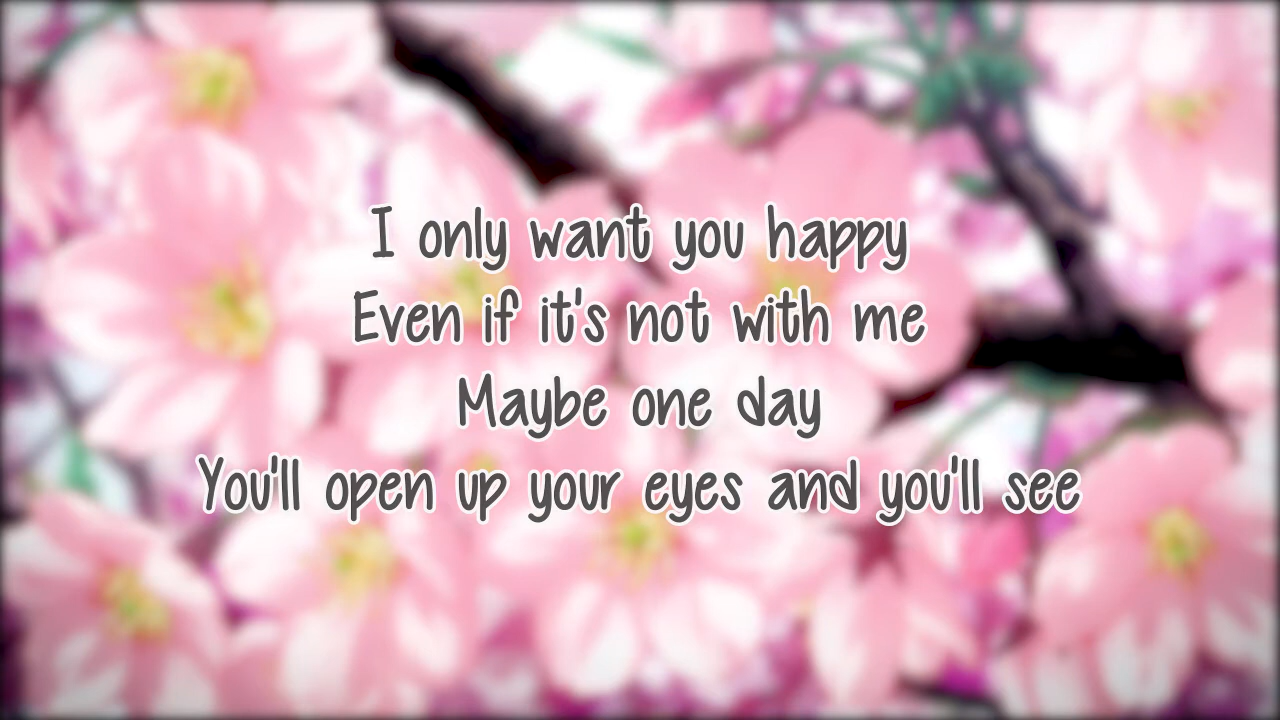 I only want you happy
Even if it's not with me
Maybe one day
You'll open up your eyes and you'll see